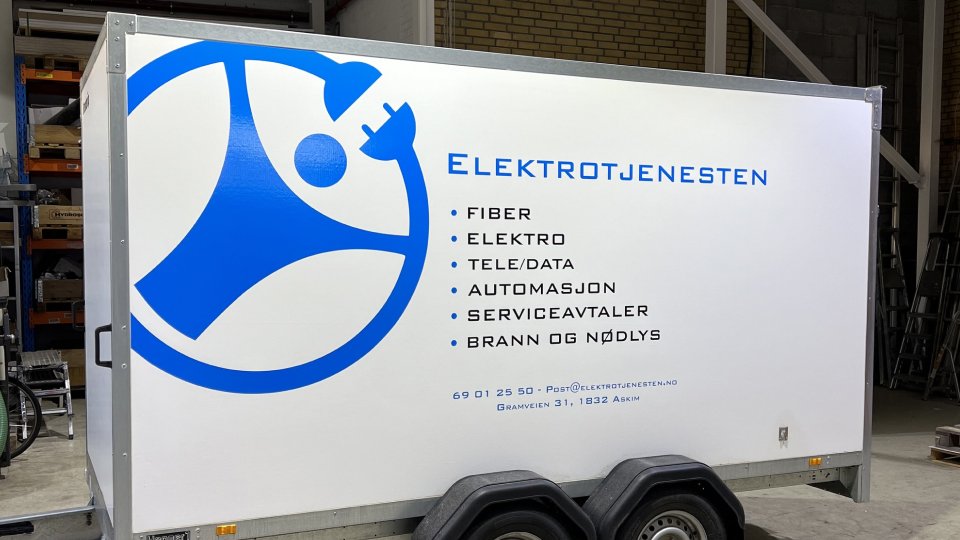 ELEKTROTJENESTEN
• FIBER
• ELEKTRO
• TELE/DATA
• AUTOMASJON
• SERVICEAVTALER
• BRANN OG NØDLYS
69 01 25 50 - POST@ELEKTROTJENESTEN.NO
GRAMVEIEN 31, 1832 ASKIM